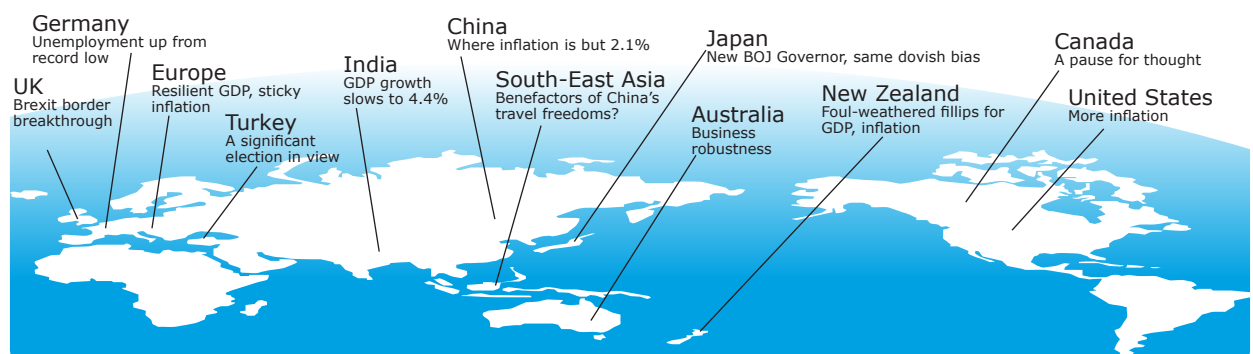 Germany
Unemployment up from
record low
UK
Brexit border
breakthrough
Europe
Resilient GDP, sticky
inflation
Turkey
A significant
election in view
India
GDP growth
slows to 4.4%
China
Where inflation is but 2.1%
South-East Asia
Benefactors of China's
travel freedoms?
Japan
New BOJ Governor, same dovish bias
Australia
Business
robustness
New Zealand
Foul-weathered fillips for
GDP, inflation
Canada
A pause for thought
United States
More inflation